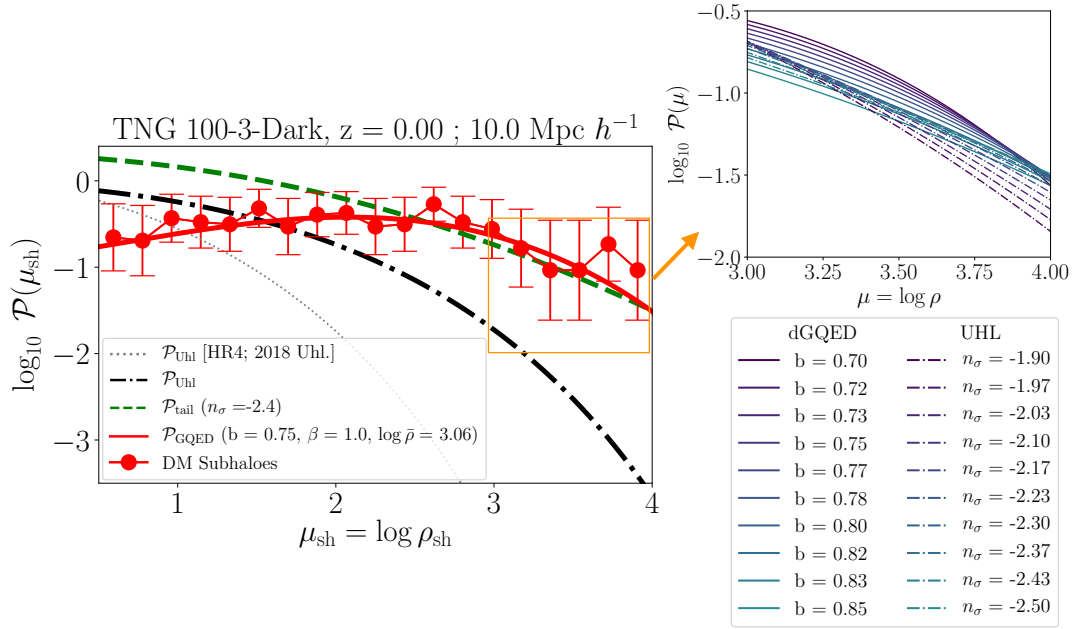 TNG 100-3-Dark, z = 0.00 ; 10.0 Mpc h⁻¹
log₁₀ P(μ_sh)
0
−1
−2
−3
1
2
3
4
μ_sh = log ρ_sh
P_Uhl [HR4; 2018 Uhl.]
P_Uhl
P_tail (n_σ =-2.4)
P_GQED (b = 0.75, β = 1.0, log ρ̄ = 3.06)
DM Subhaloes
log₁₀ P(μ)
−0.5
−1.0
−1.5
−2.0
3.00
3.25
3.50
3.75
4.00
μ = log ρ
dGQED UHL
b = 0.70 n_σ = -1.90
b = 0.72 n_σ = -1.97
b = 0.73 n_σ = -2.03
b = 0.75 n_σ = -2.10
b = 0.77 n_σ = -2.17
b = 0.78 n_σ = -2.23
b = 0.80 n_σ = -2.30
b = 0.82 n_σ = -2.37
b = 0.83 n_σ = -2.43
b = 0.85 n_σ = -2.50